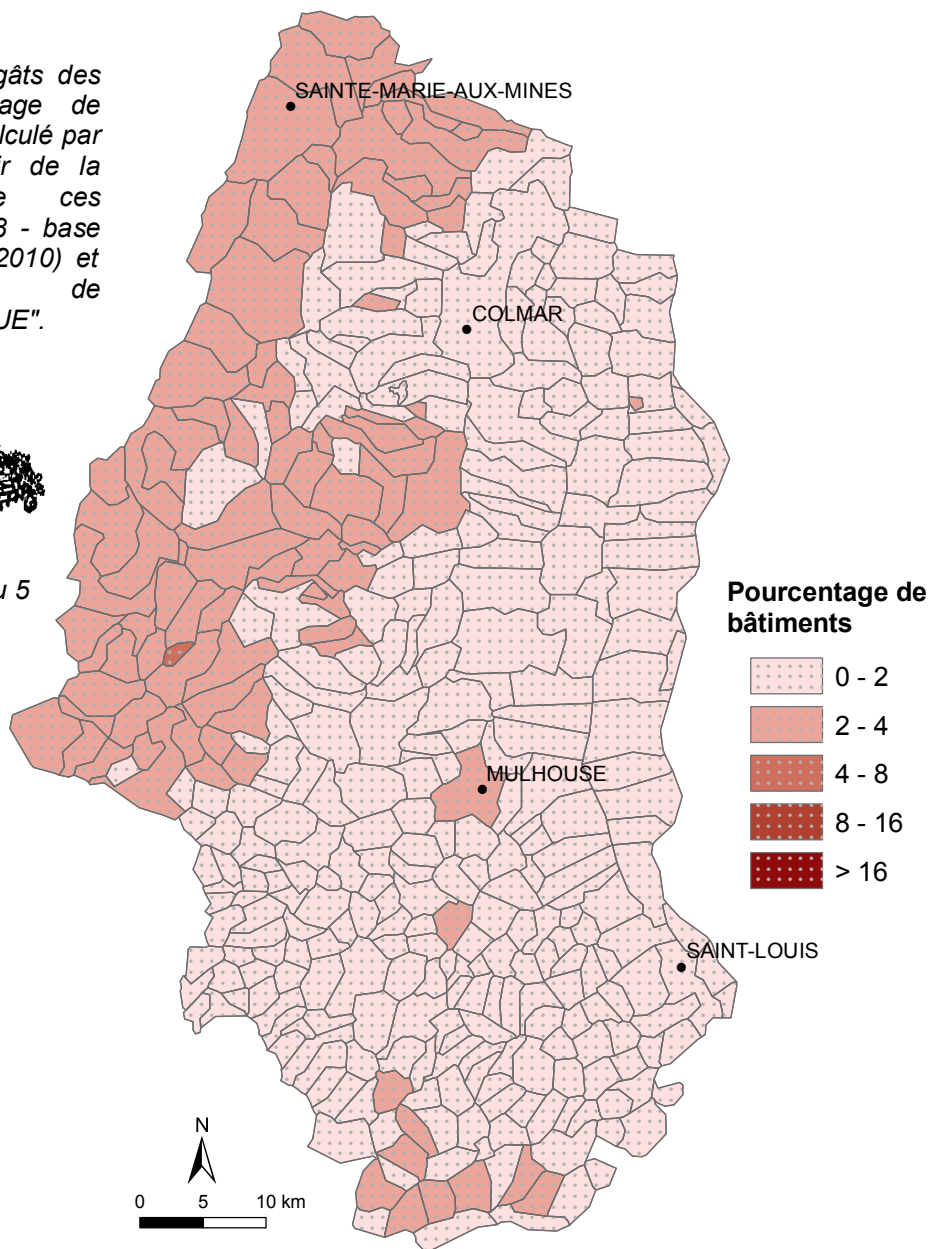 gâts des
age de
lculé par
ir de la
e ces
3 - base
2010) et
de
UE".
u 5
SAINTE-MARIE-AUX-MINES
COLMAR
MULHOUSE
SAINT-LOUIS
Pourcentage de
bâtiments
0 - 2
2 - 4
4 - 8
8 - 16
> 16
N
0 5 10 km